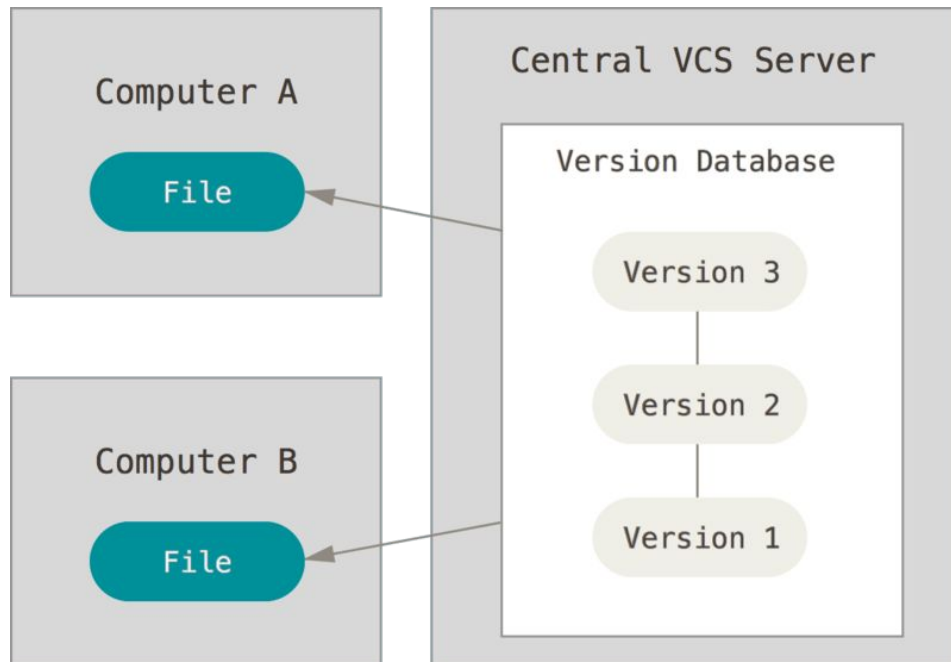 Computer A
File
Computer B
File
Central VCS Server
Version Database
Version 3
Version 2
Version 1